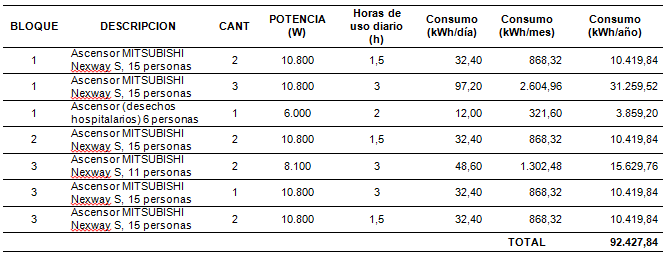 BLOQUE DESCRIPCION CANT POTENCIA (W) Horas de uso diario (h) Consumo (kWh/día) Consumo (kWh/mes) Consumo (kWh/año)
1 Ascensor MITSUBISHI Nexway S, 15 personas 2 10.800 1,5 32,40 868,32 10.419,84
1 Ascensor MITSUBISHI Nexway S, 15 personas 3 10.800 3 97,20 2.604,96 31.259,52
1 Ascensor (desechos hospitalarios) 6 personas 1 6.000 2 12,00 321,60 3.859,20
2 Ascensor MITSUBISHI Nexway S, 15 personas 2 10.800 1,5 32,40 868,32 10.419,84
3 Ascensor MITSUBISHI Nexway S, 11 personas 2 8.100 3 48,60 1.302,48 15.629,76
3 Ascensor MITSUBISHI Nexway S, 15 personas 1 10.800 3 32,40 868,32 10.419,84
3 Ascensor MITSUBISHI Nexway S, 15 personas 2 10.800 1,5 32,40 868,32 10.419,84
TOTAL 92.427,84